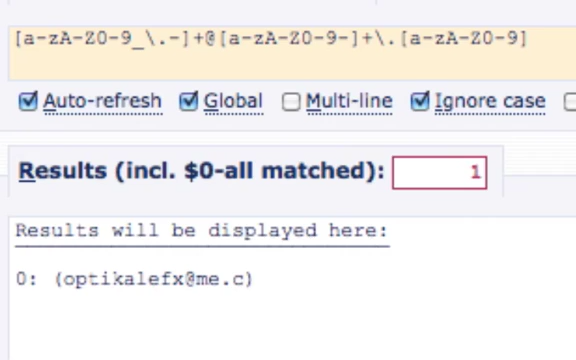 [a-zA-Z0-9_\.-]+@[a-zA-Z0-9-]+\.[a-zA-Z0-9]
Auto-refresh Global Multi-line Ignore case
Results (incl. $0-all matched): 1
Results will be displayed here:
0: (optikalefx@me.c)